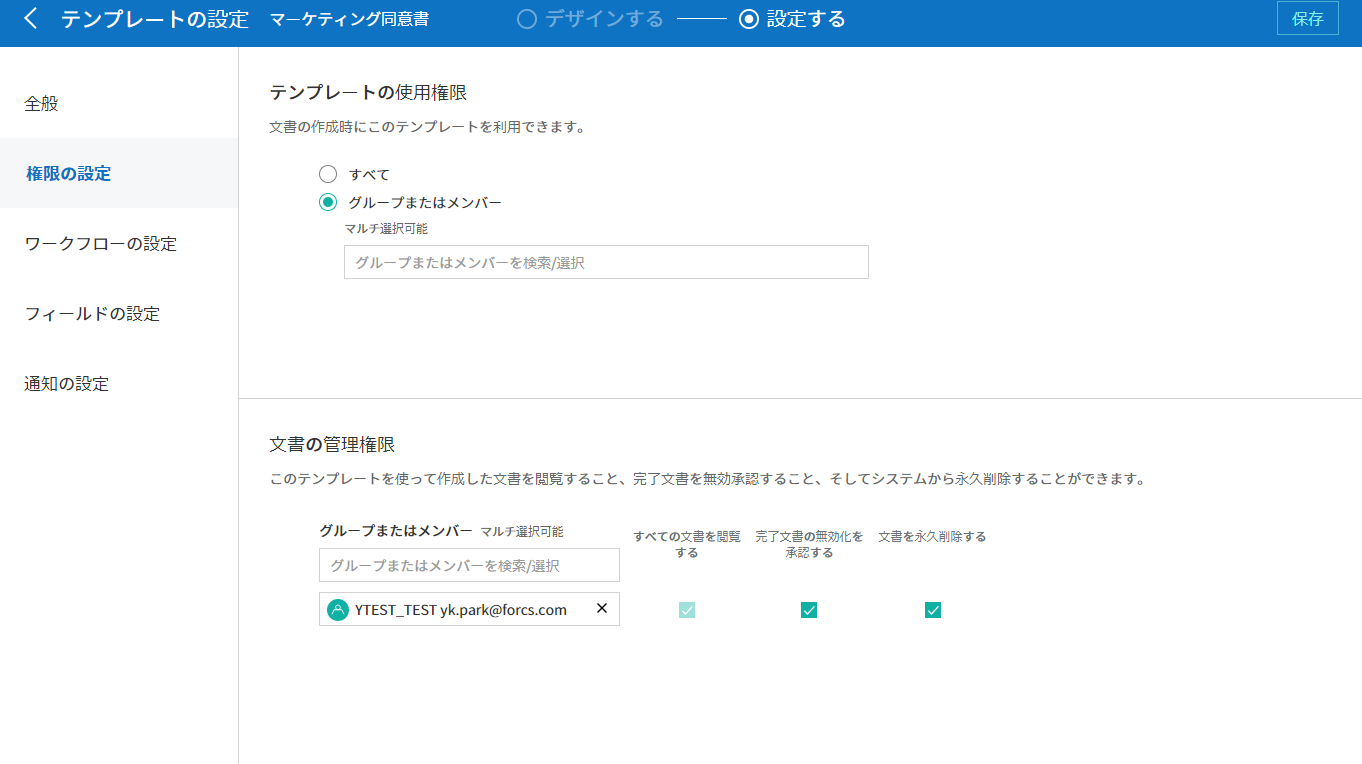 テンプレートの設定 マーケティング同意書 デザインする 設定する 保存
全般
権限の設定
ワークフローの設定
フィールドの設定
通知の設定
テンプレートの使用権限
文書の作成時にこのテンプレートを利用できます。
すべて
グループまたはメンバー
マルチ選択可能
グループまたはメンバーを検索/選択
文書の管理権限
このテンプレートを使って作成した文書を閲覧すること、完了文書を無効承認すること、そしてシステムから永久削除することができます。
グループまたはメンバー マルチ選択可能
すべての文書を閲覧
する
完了文書の無効化を
承認する
文書を永久削除する
グループまたはメンバーを検索/選択
YTEST_TEST yk.park@forcs.com